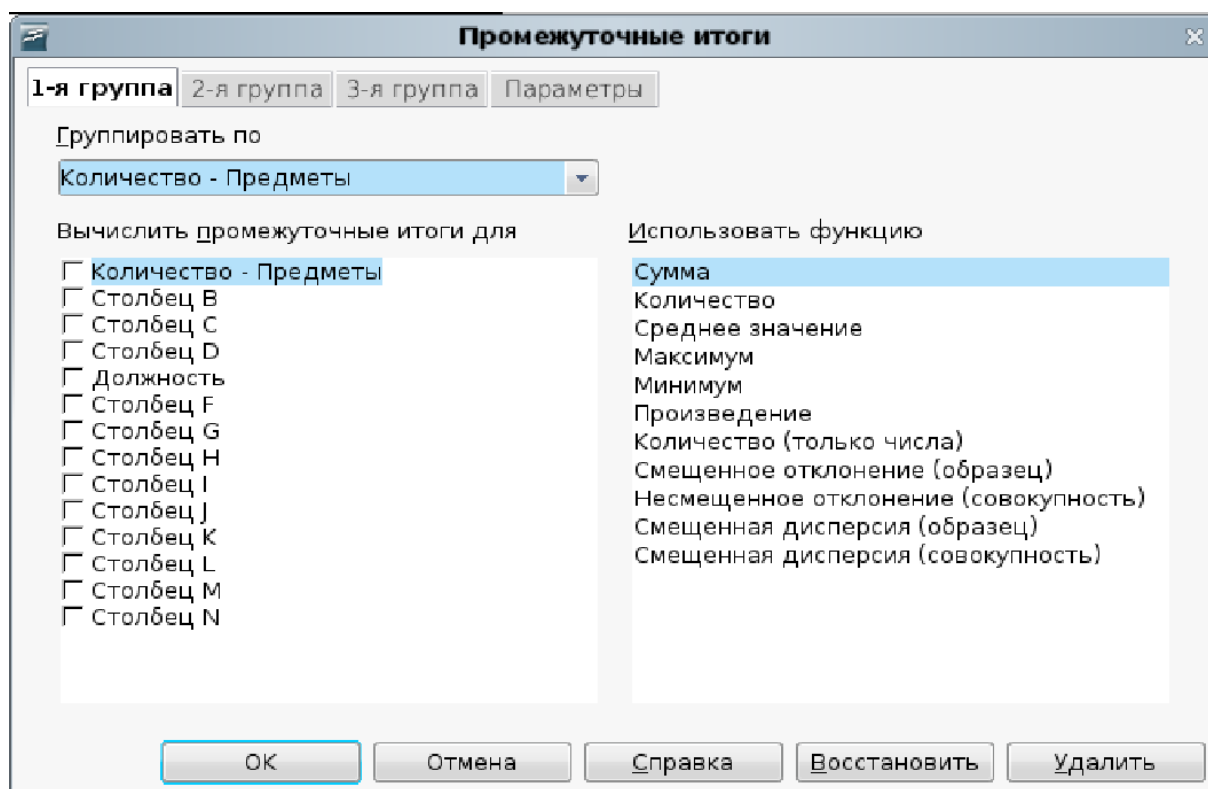 Промежуточные итоги
1-я группа 2-я группа 3-я группа Параметры
Группировать по
Количество - Предметы
Вычислить промежуточные итоги для
Количество - Предметы
Столбец B
Столбец C
Столбец D
Должность
Столбец F
Столбец G
Столбец H
Столбец I
Столбец J
Столбец K
Столбец L
Столбец M
Столбец N
Использовать функцию
Сумма
Количество
Среднее значение
Максимум
Минимум
Произведение
Количество (только числа)
Смещенное отклонение (образец)
Несмещенное отклонение (совокупность)
Смещенная дисперсия (образец)
Смещенная дисперсия (совокупность)
OK Отмена Справка Восстановить Удалить